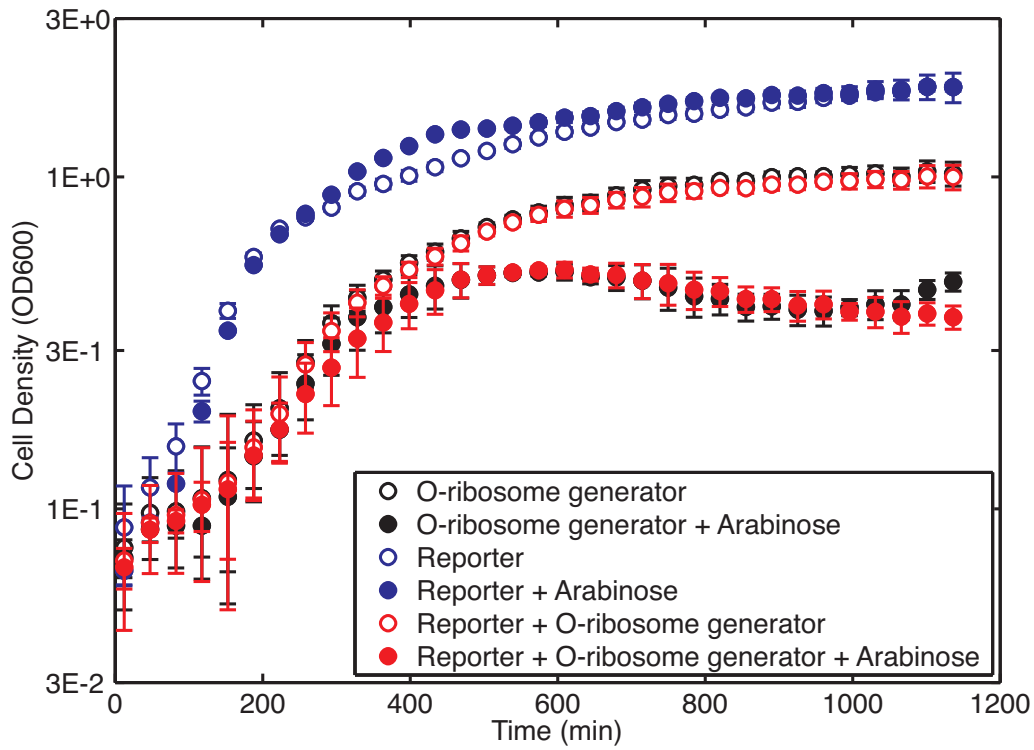 3E+0
1E+0
3E-1
1E-1
3E-2
Cell Density (OD600)
O-ribosome generator
O-ribosome generator + Arabinose
Reporter
Reporter + Arabinose
Reporter + O-ribosome generator
Reporter + O-ribosome generator + Arabinose
0 200 400 600 800 1000 1200
Time (min)